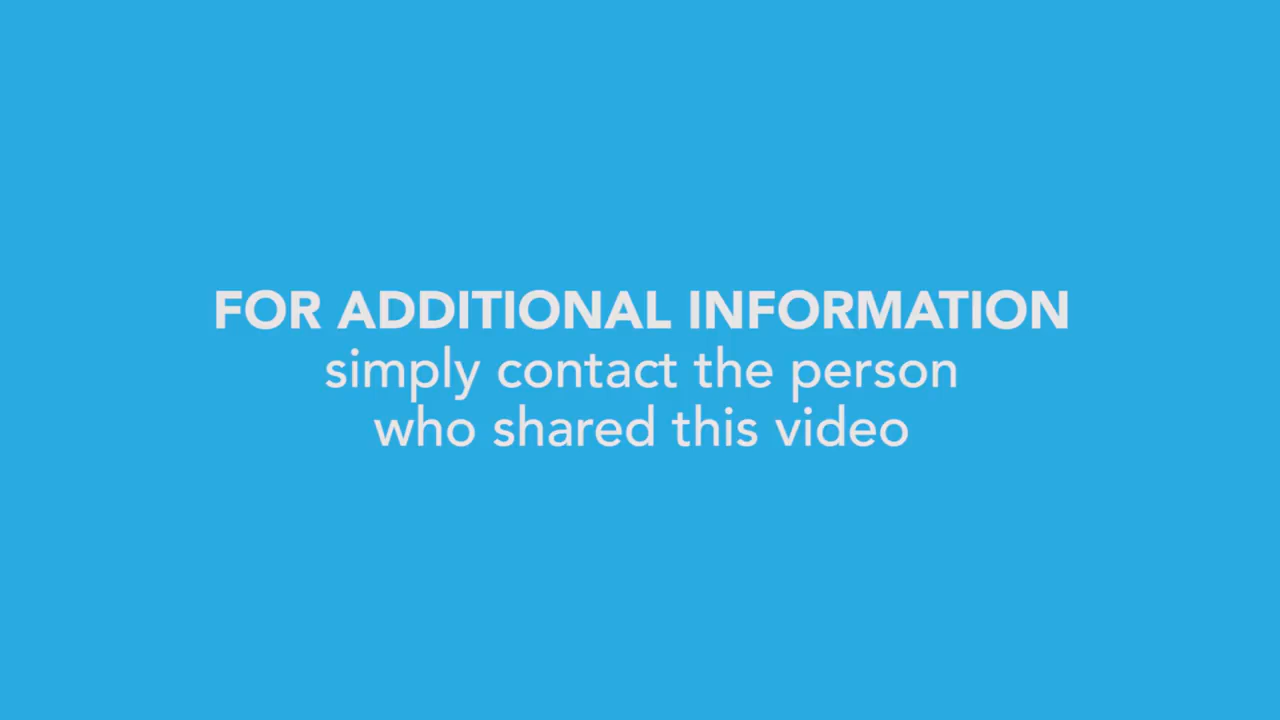 FOR ADDITIONAL INFORMATION
simply contact the person
who shared this video